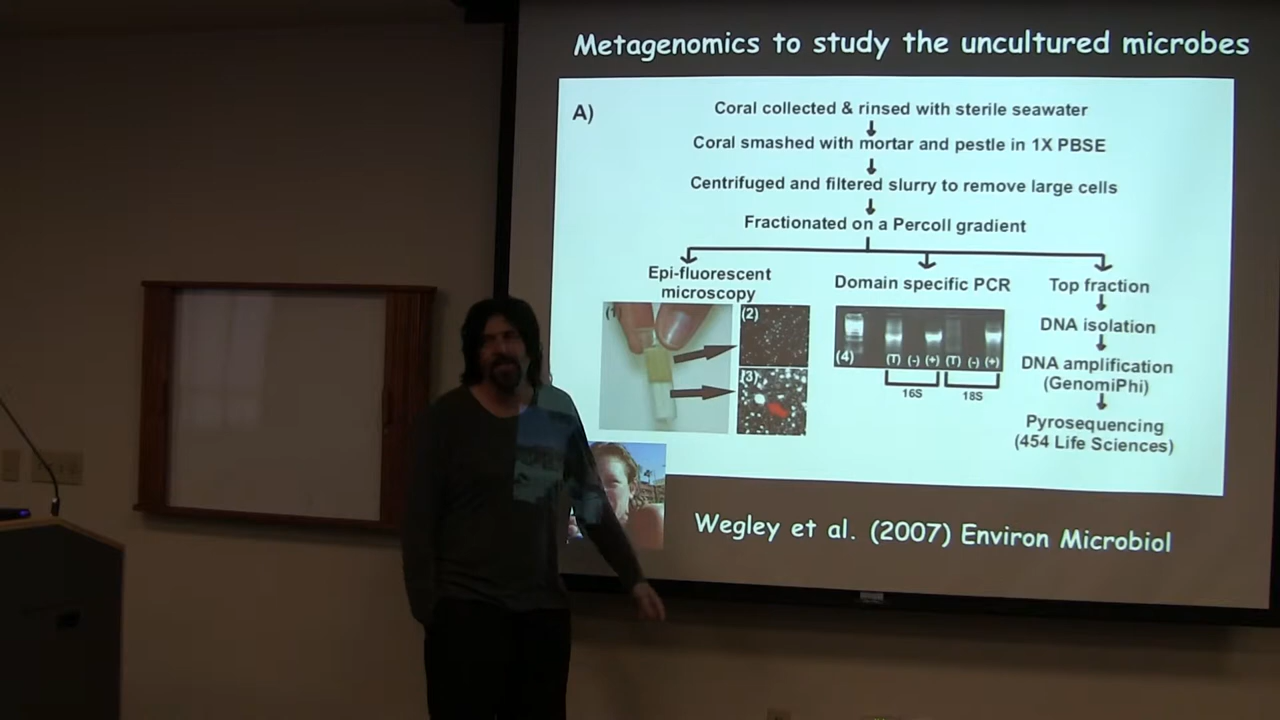 Metagenomics to study the uncultured microbes
A)
Coral collected & rinsed with sterile seawater
Coral smashed with mortar and pestle in 1X PBSE
Centrifuged and filtered slurry to remove large cells
Fractionated on a Percoll gradient
Epi-fluorescent
microscopy
Domain specific PCR
Top fraction
DNA isolation
DNA amplification
(GenomiPhi)
Pyrosequencing
(454 Life Sciences)
(1)
(2)
(3)
(4)
(T) (-) (+) (T) (-) (+)
16S
18S
Wegley et al. (2007) Environ Microbiol